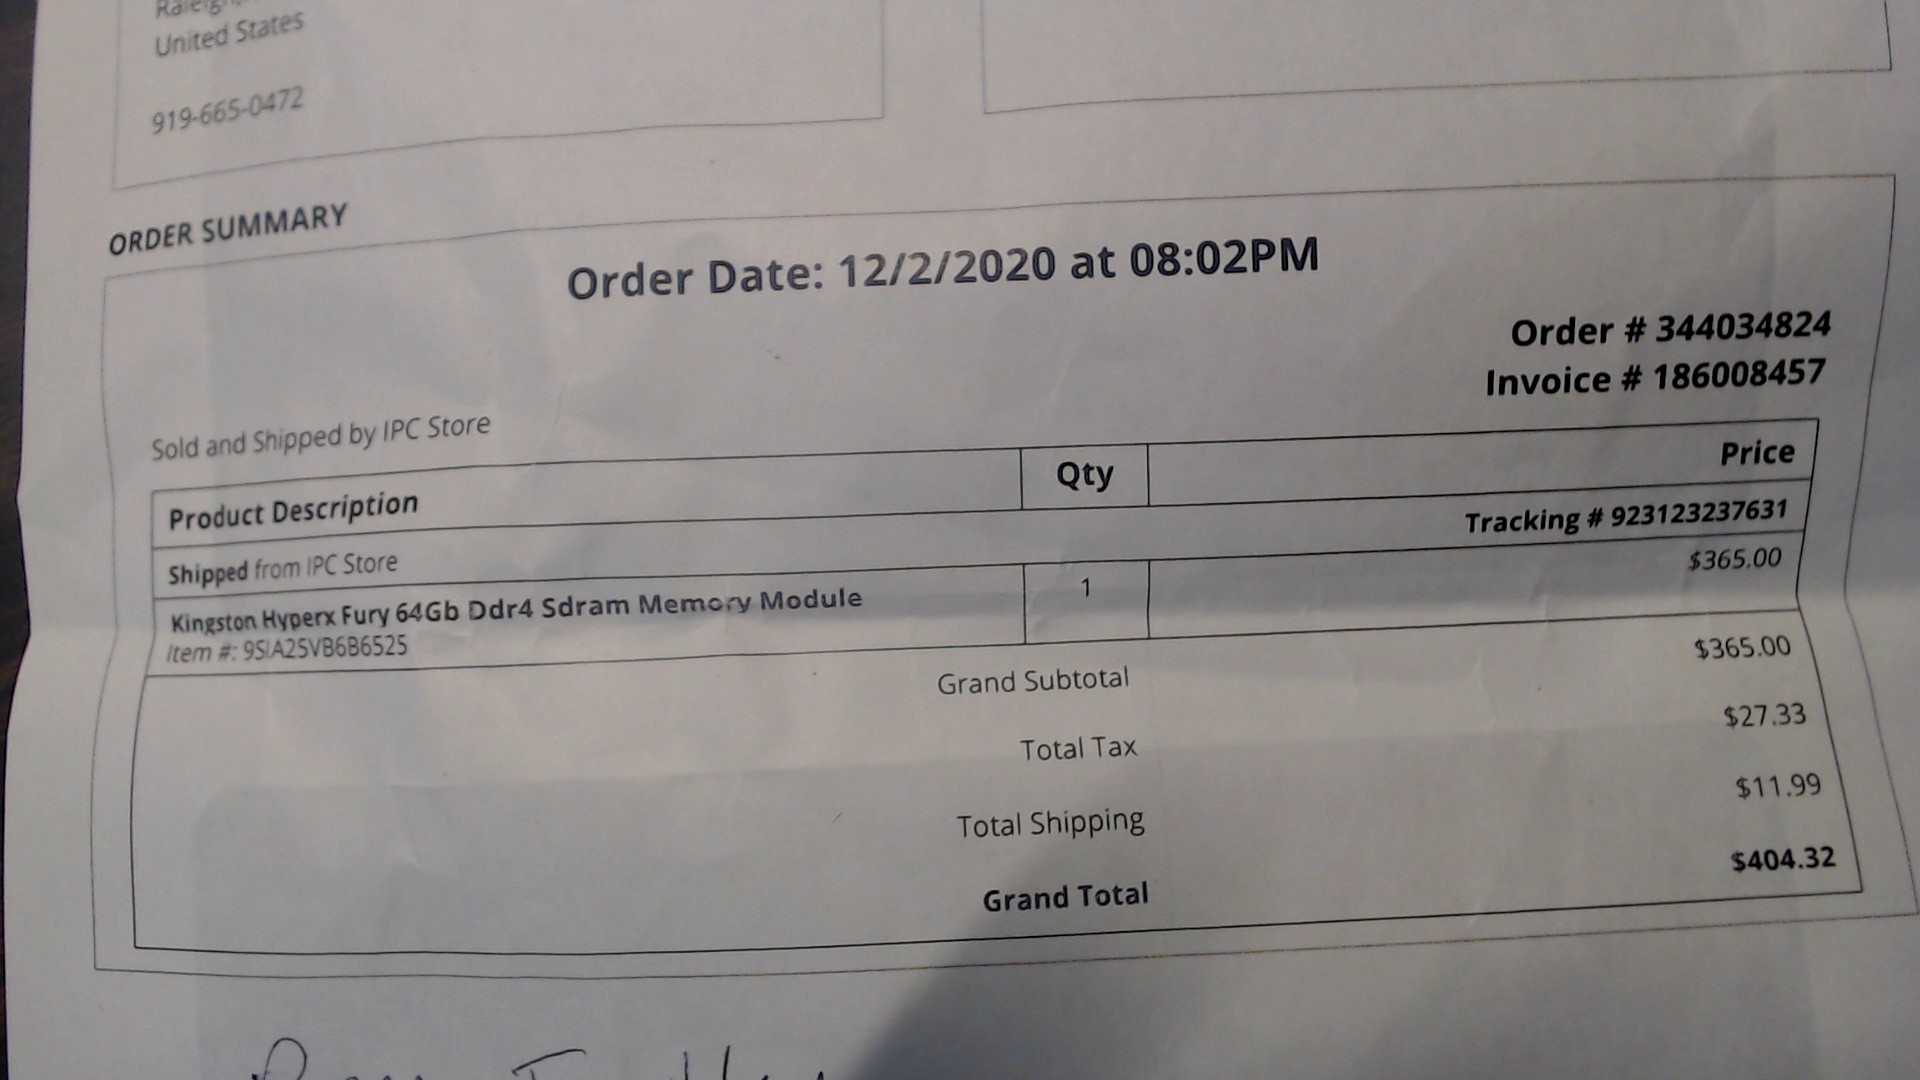 United States
919-665-0472
ORDER SUMMARY
Order Date: 12/2/2020 at 08:02PM
Order # 344034824
Invoice # 186008457
Sold and Shipped by IPC Store
Product Description Qty Price
Shipped from IPC Store Tracking # 923123237631
Kingston Hyperx Fury 64Gb Ddr4 Sdram Memory Module 1 $365.00
Item #: 9SIA25VB6B6525
Grand Subtotal $365.00
Total Tax $27.33
Total Shipping $11.99
Grand Total $404.32